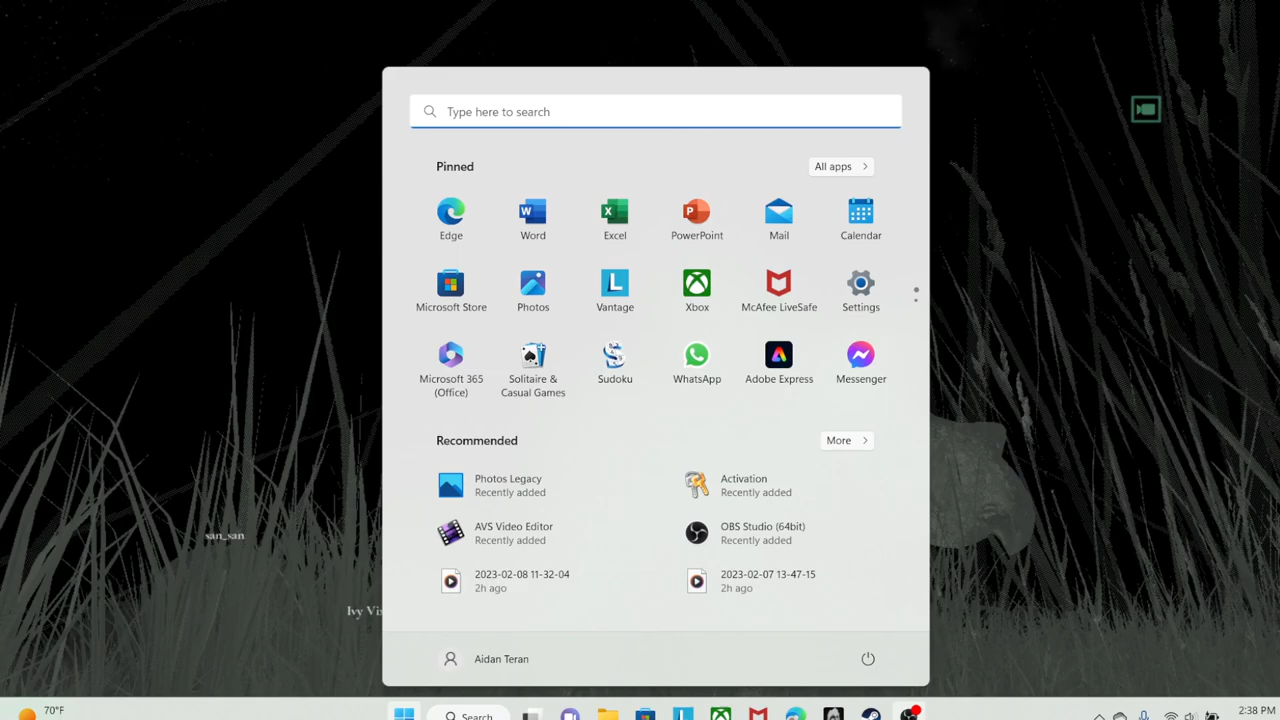 Type here to search
Pinned
All apps
Edge
Word
Excel
PowerPoint
Mail
Calendar
Microsoft Store
Photos
Vantage
Xbox
McAfee LiveSafe
Settings
Microsoft 365
(Office)
Solitaire &
Casual Games
Sudoku
WhatsApp
Adobe Express
Messenger
Recommended
More
Photos Legacy
Recently added
Activation
Recently added
AVS Video Editor
Recently added
OBS Studio (64bit)
Recently added
san_san
2023-02-08 11-32-04
2h ago
2023-02-07 13-47-15
2h ago
Ivy
Aidan Teran
70°F
Search
2:38 PM